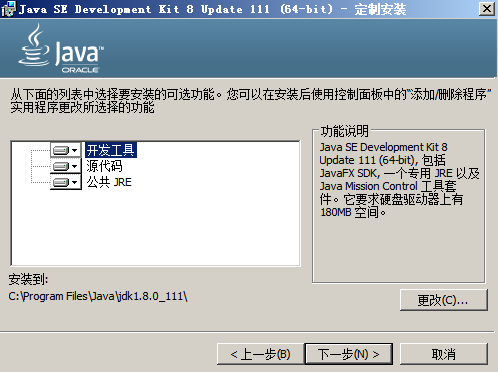 Java SE Development Kit 8 Update 111 (64-bit) - 定制安装
Java™
ORACLE
从下面的列表中选择要安装的可选功能。您可以在安装后使用控制面板中的“添加/删除程序”
实用程序更改所选择的功能
开发工具
源代码
公共 JRE
功能说明
Java SE Development Kit 8
Update 111 (64-bit), 包括
JavaFX SDK, 一个专用 JRE 以及
Java Mission Control 工具套
件。它要求硬盘驱动器上有
180MB 空间。
安装到:
C:\Program Files\Java\jdk1.8.0_111\
更改(C)...
< 上一步(B)
下一步(N) >
取消